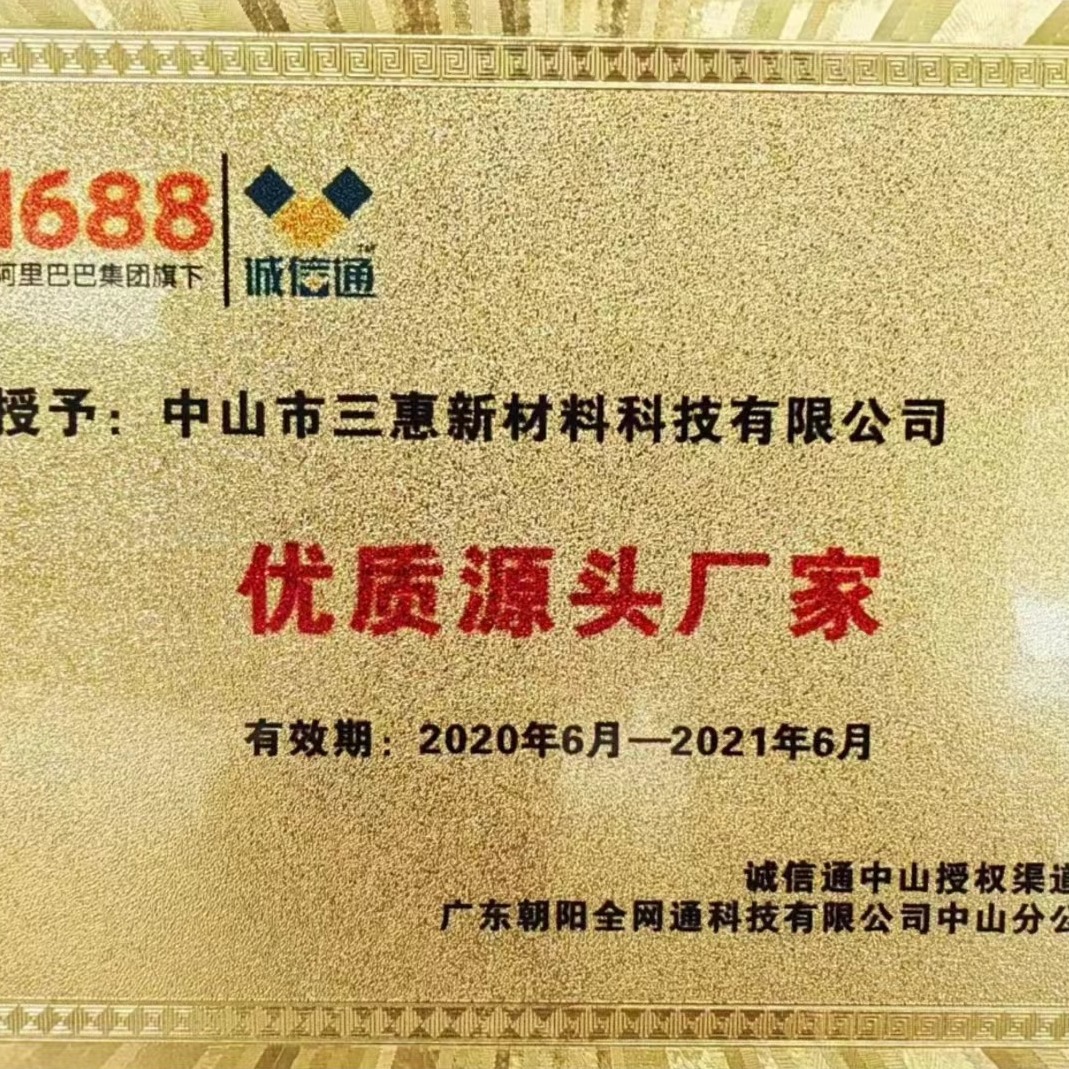 1688
阿里巴巴集团旗下
诚信通™
授予：中山市三惠新材料科技有限公司
优质源头厂家
有效期：2020年6月—2021年6月
诚信通中山授权渠道
广东朝阳全网通科技有限公司中山分公